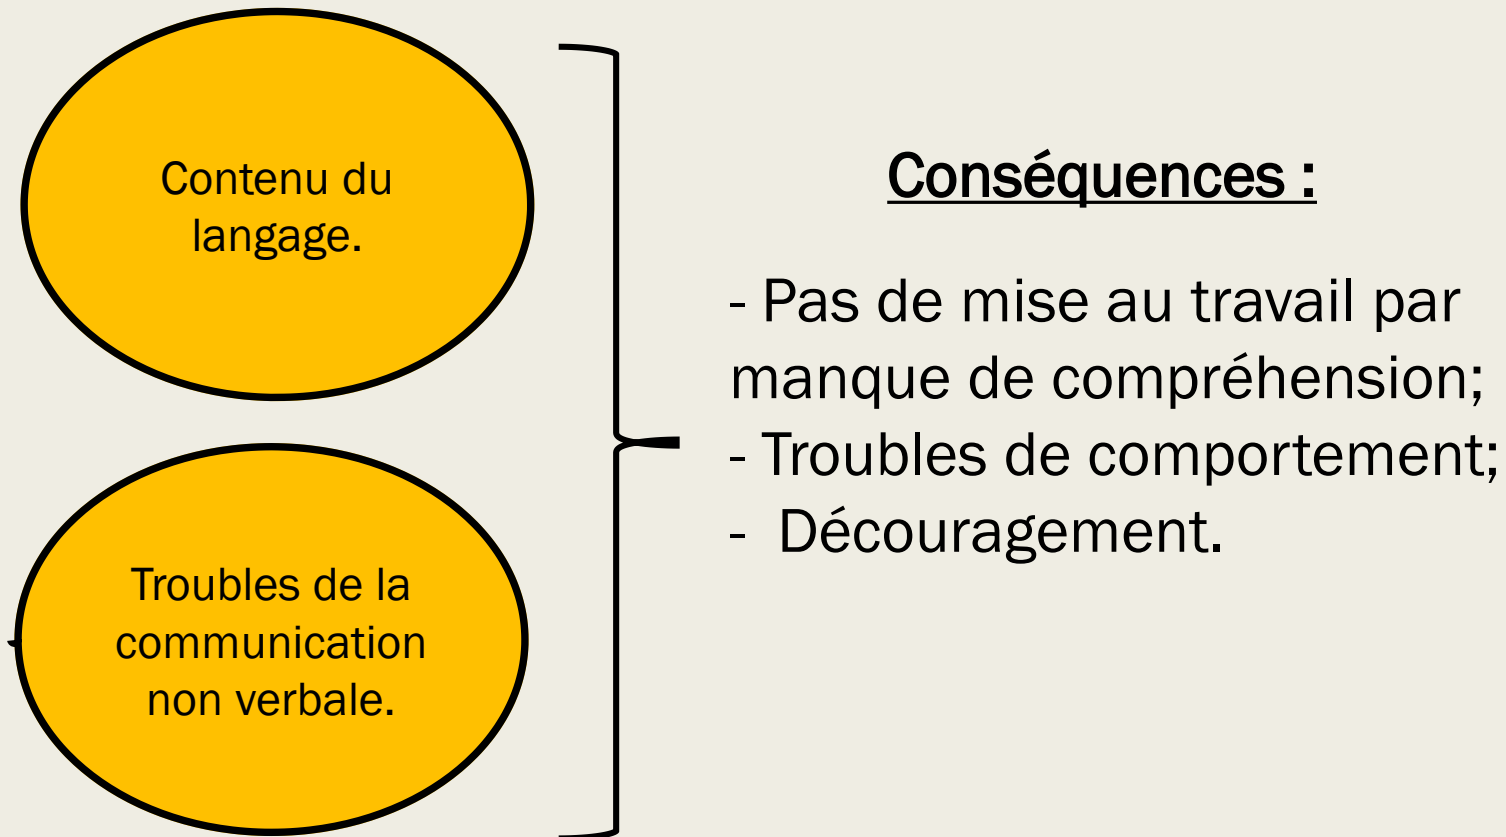 Contenu du
langage.
Troubles de la
communication
non verbale.
Conséquences :
- Pas de mise au travail par
manque de compréhension;
- Troubles de comportement;
- Découragement.